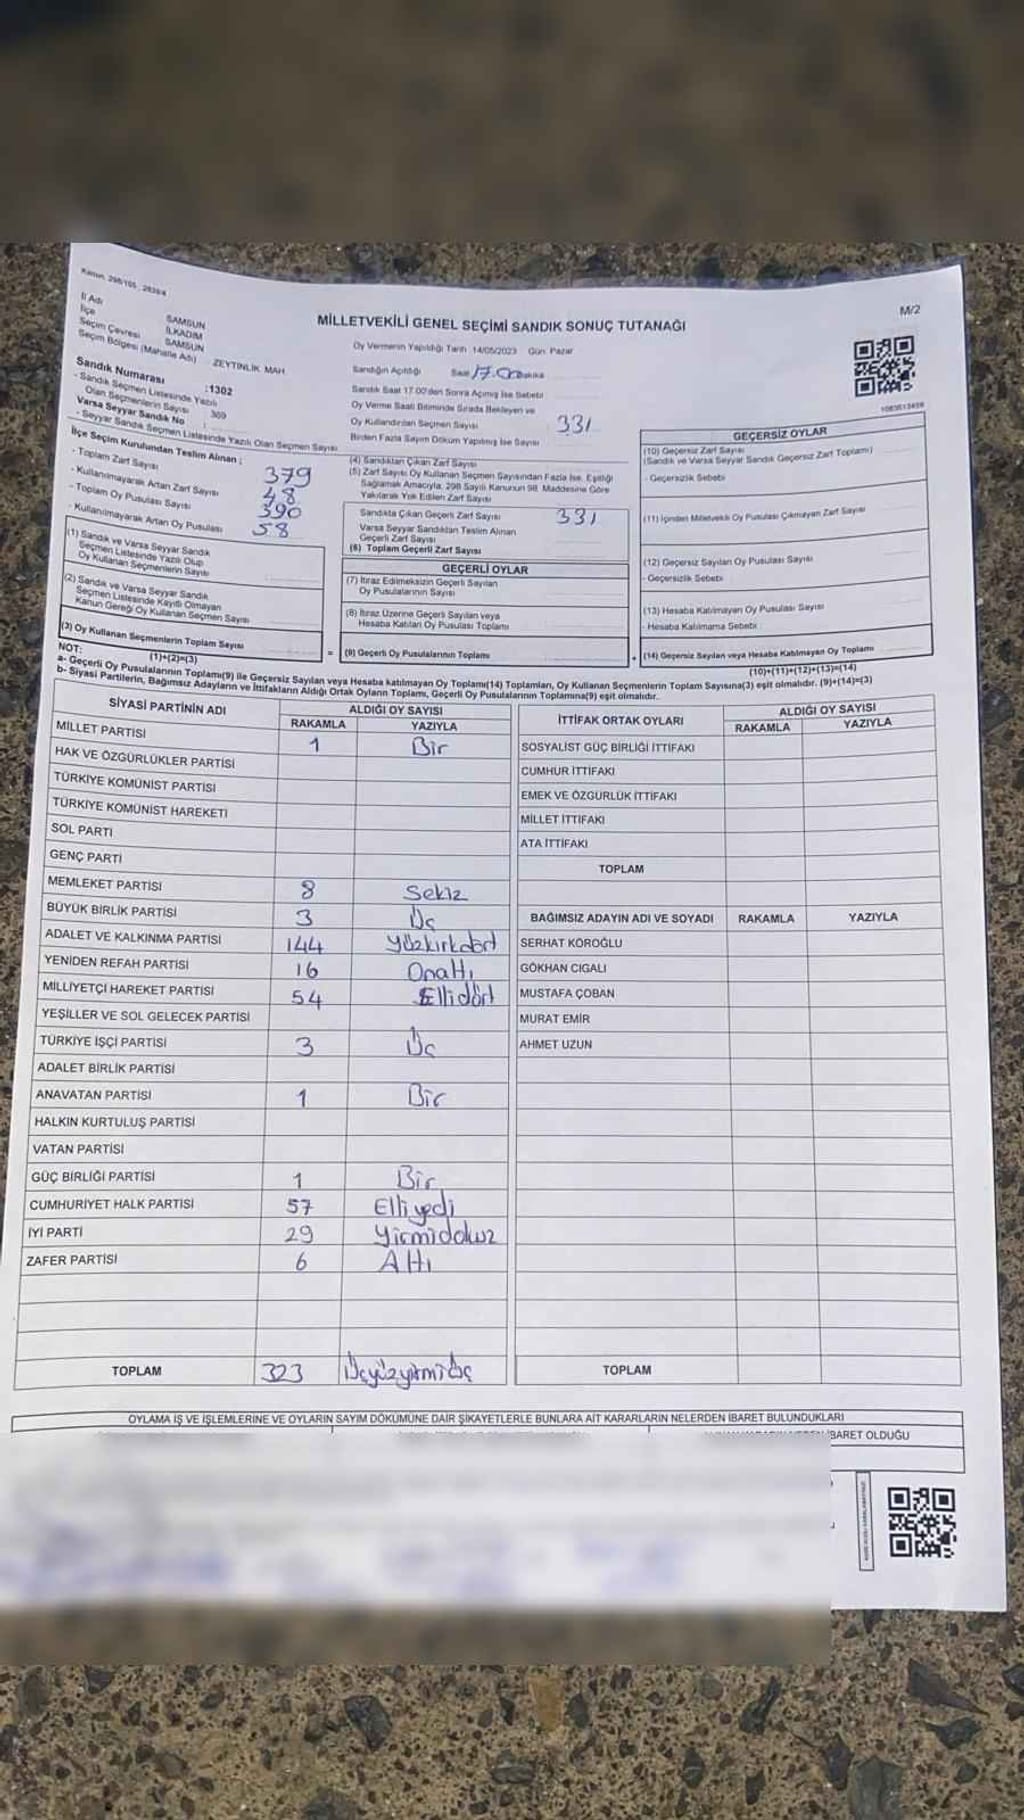 Kanun, 298/105, 2839/4
M/2
MİLLETVEKİLİ GENEL SEÇİMİ SANDIK SONUÇ TUTANAĞI
İl Adı SAMSUN
İlçe İLKADIM
Seçim Çevresi SAMSUN
Seçim Bölgesi (Mahalle Adı) ZEYTİNLİK MAH.
Sandık Numarası :1302
- Sandık Seçmen Listesinde Yazılı
Olan Seçmenlerin Sayısı 369
Varsa Seyyar Sandık No :
- Seyyar Sandık Seçmen Listesinde Yazılı Olan Seçmen Sayısı
İlçe Seçim Kurulundan Teslim Alınan :
- Toplam Zarf Sayısı 379
- Kullanılmayarak Artan Zarf Sayısı 48
- Toplam Oy Pusulası Sayısı 390
- Kullanılmayarak Artan Oy Pusulası 58
(1) Sandık ve Varsa Seyyar Sandık
Seçmen Listesinde Yazılı Olup
Oy Kullanan Seçmenlerin Sayısı
(2) Sandık ve Varsa Seyyar Sandık
Seçmen Listesinde Kayıtlı Olmayan
Kanun Gereği Oy Kullanan Seçmen Sayısı
(3) Oy Kullanan Seçmenlerin Toplam Sayısı
(1)+(2)=(3)
Oy Vermenin Yapıldığı Tarih 14/05/2023 Gün Pazar
Sandığın Açıldığı Saat 17.00 Dakika
Sandık Saat 17.00'den Sonra Açılmış İse Sebebi
Oy Verme Saati Bitiminde Sırada Bekleyen ve
Oy Kullandırılan Seçmen Sayısı
Birden Fazla Sayım Döküm Yapılmış İse Sayısı
331
(4) Sandıktan Çıkan Zarf Sayısı
(5) Zarf Sayısı Oy Kullanan Seçmen Sayısından Fazla İse, Eşitliği
Sağlamak Amacıyla, 298 Sayılı Kanunun 98. Maddesine Göre
Yakılarak Yok Edilen Zarf Sayısı
Sandıkta Çıkan Geçerli Zarf Sayısı 331
Varsa Seyyar Sandıktan Teslim Alınan
Geçerli Zarf Sayısı
(6) Toplam Geçerli Zarf Sayısı
GEÇERLİ OYLAR
(7) İtiraz Edilmeksizin Geçerli Sayılan
Oy Pusulalarının Sayısı
(8) İtiraz Üzerine Geçerli Sayılan veya
Hesaba Katılan Oy Pusulası Toplamı
= (9) Geçerli Oy Pusulalarının Toplamı
GEÇERSİZ OYLAR
(10) Geçersiz Zarf Sayısı
(Sandık ve Varsa Seyyar Sandık Geçersiz Zarf Toplamı)
- Geçersizlik Sebebi
(11) İçinden Milletvekili Oy Pusulası Çıkmayan Zarf Sayısı
(12) Geçersiz Sayılan Oy Pusulası Sayısı
- Geçersizlik Sebebi
(13) Hesaba Katılmayan Oy Pusulası Sayısı
- Hesaba Katılmama Sebebi
+ (14) Geçersiz Sayılan veya Hesaba Katılmayan Oy Toplamı
(10)+(11)+(12)+(13)=(14)
NOT:
a- Geçerli Oy Pusulalarının Toplamı(9) ile Geçersiz Sayılan veya Hesaba katılmayan Oy Toplamı(14) Toplamları, Oy Kullanan Seçmenlerin Toplam Sayısına(3) eşit olmalıdır. (9)+(14)=(3)
b- Siyasi Partilerin, Bağımsız Adayların ve İttifakların Aldığı Ortak Oyların Toplamı, Geçerli Oy Pusulalarının Toplamına(9) eşit olmalıdır.
SİYASİ PARTİNİN ADI ALDIĞI OY SAYISI
RAKAMLA YAZIYLA
MİLLET PARTİSİ 1 Bir
HAK VE ÖZGÜRLÜKLER PARTİSİ
TÜRKİYE KOMÜNİST PARTİSİ
TÜRKİYE KOMÜNİST HAREKETİ
SOL PARTİ
GENÇ PARTİ
MEMLEKET PARTİSİ 8 Sekiz
BÜYÜK BİRLİK PARTİSİ 3 Üç
ADALET VE KALKINMA PARTİSİ 144 Yüzkırkdört
YENİDEN REFAH PARTİSİ 16 Onaltı
MİLLİYETÇİ HAREKET PARTİSİ 54 Ellidört
YEŞİLLER VE SOL GELECEK PARTİSİ
TÜRKİYE İŞÇİ PARTİSİ 3 Üç
ADALET BİRLİK PARTİSİ
ANAVATAN PARTİSİ 1 Bir
HALKIN KURTULUŞ PARTİSİ
VATAN PARTİSİ
GÜÇ BİRLİĞİ PARTİSİ 1 Bir
CUMHURİYET HALK PARTİSİ 57 Elliyedi
İYİ PARTİ 29 Yirmidokuz
ZAFER PARTİSİ 6 Altı
TOPLAM 323 Üçyüzyirmiüç
İTTİFAK ORTAK OYLARI ALDIĞI OY SAYISI
RAKAMLA YAZIYLA
SOSYALİST GÜÇ BİRLİĞİ İTTİFAKI
CUMHUR İTTİFAKI
EMEK VE ÖZGÜRLÜK İTTİFAKI
MİLLET İTTİFAKI
ATA İTTİFAKI
TOPLAM
BAĞIMSIZ ADAYIN ADI VE SOYADI RAKAMLA YAZIYLA
SERHAT KÖROĞLU
GÖKHAN CIGALI
MUSTAFA ÇOBAN
MURAT EMİR
AHMET UZUN
TOPLAM
OYLAMA İŞ VE İŞLEMLERİNE VE OYLARIN SAYIM DÖKÜMÜNE DAİR ŞİKAYETLERLE BUNLARA AİT KARARLARIN NELERDEN İBARET BULUNDUKLARI
İBARET OLDUĞU